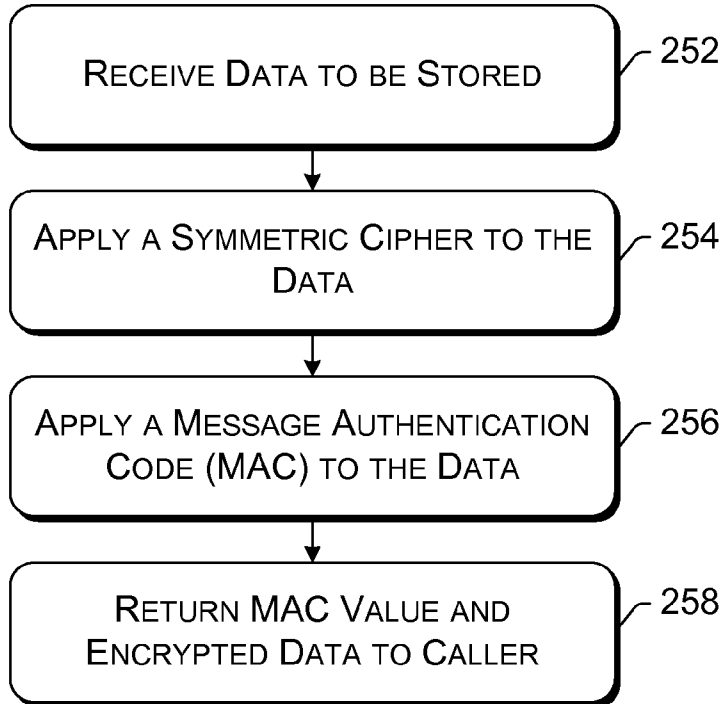 RECEIVE DATA TO BE STORED
252
APPLY A SYMMETRIC CIPHER TO THE
DATA
254
APPLY A MESSAGE AUTHENTICATION
CODE (MAC) TO THE DATA
256
RETURN MAC VALUE AND
ENCRYPTED DATA TO CALLER
258